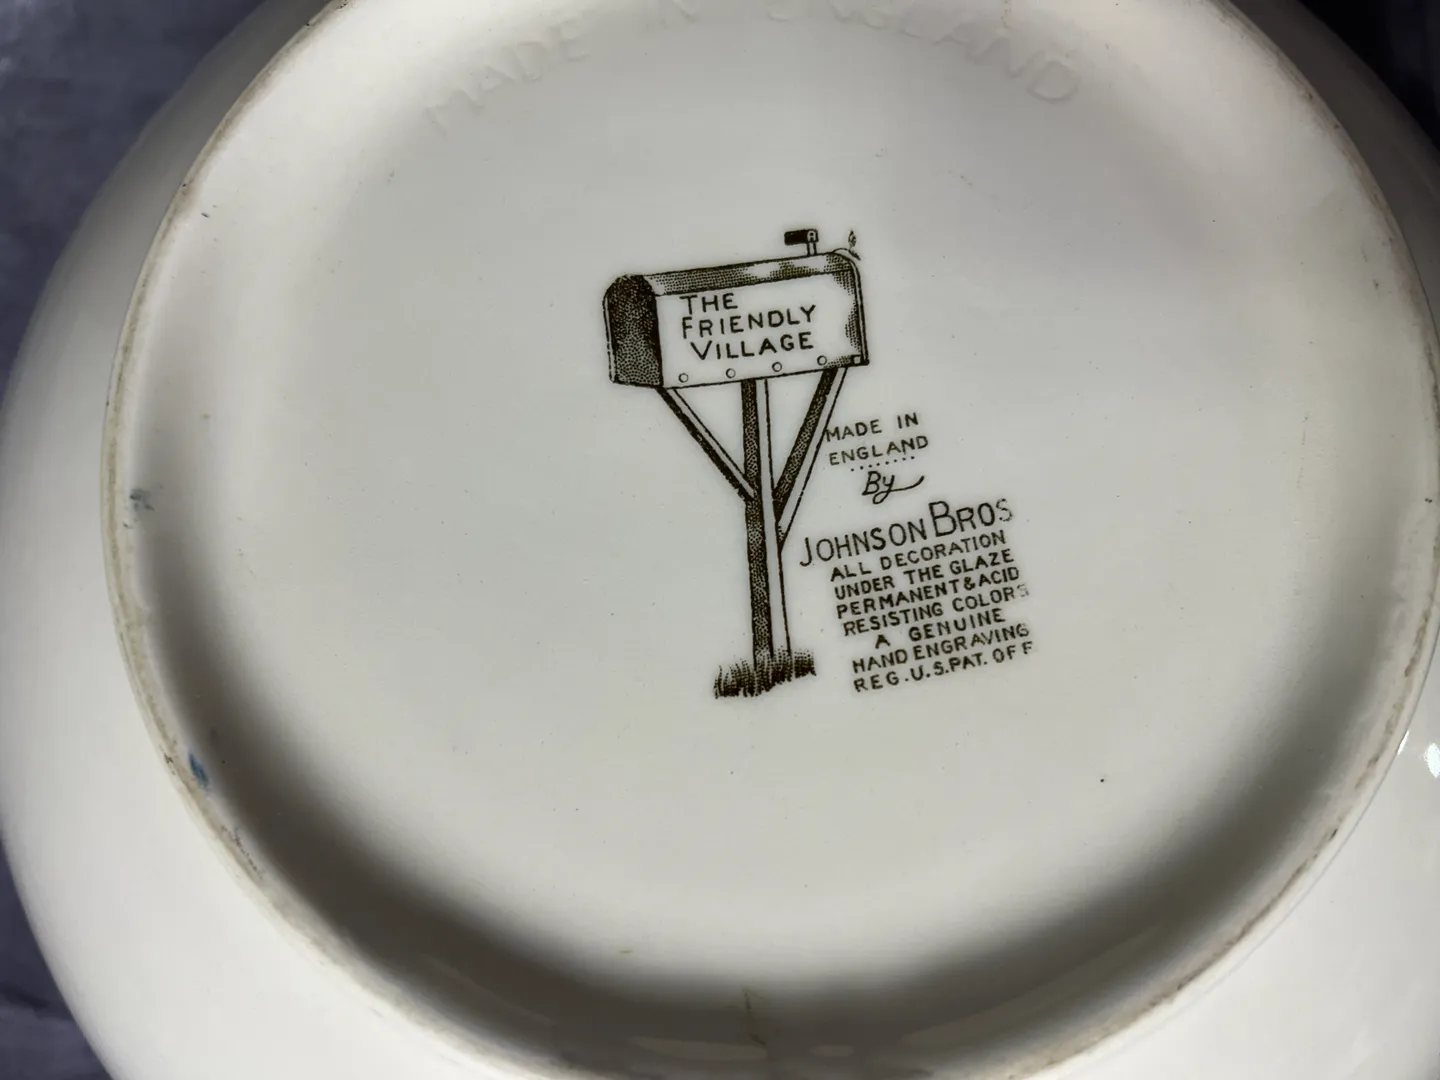 MADE IN ENGLAND
THE
FRIENDLY
VILLAGE
MADE IN
ENGLAND
By
JOHNSON BROS
ALL DECORATION
UNDER THE GLAZE
PERMANENT & ACID
RESISTING COLORS
A GENUINE
HAND ENGRAVING
REG. U.S. PAT. OFF